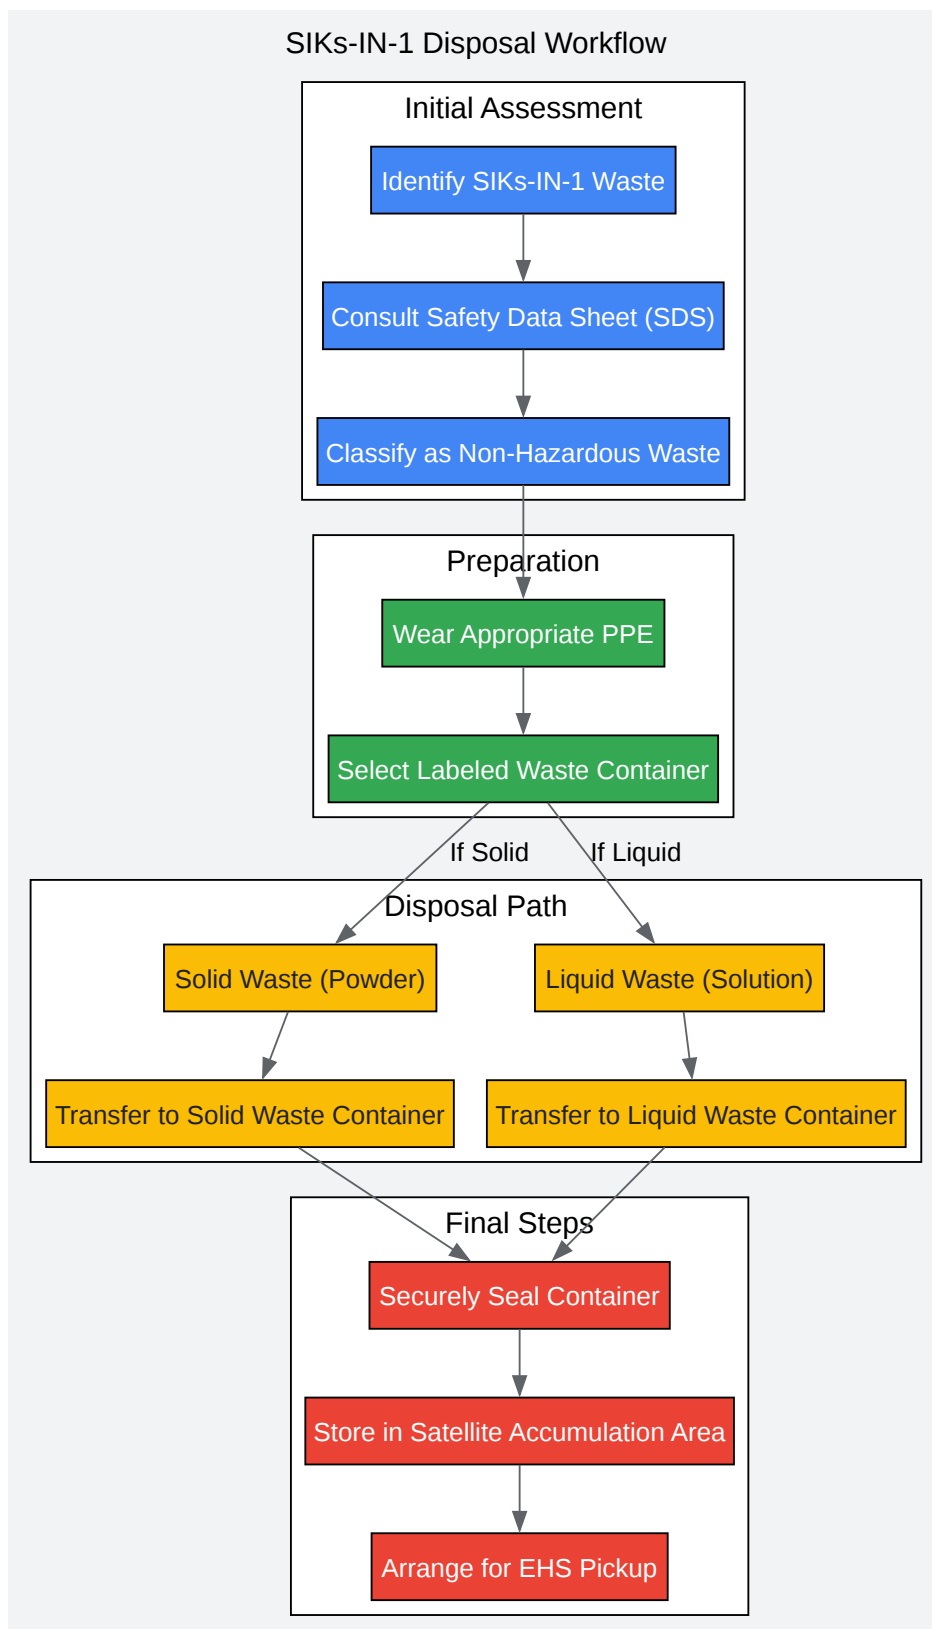 SIKs-IN-1 Disposal Workflow
Initial Assessment
Identify SIKs-IN-1 Waste
Consult Safety Data Sheet (SDS)
Classify as Non-Hazardous Waste
Preparation
Wear Appropriate PPE
Select Labeled Waste Container
If Solid
If Liquid
Disposal Path
Solid Waste (Powder)
Liquid Waste (Solution)
Transfer to Solid Waste Container
Transfer to Liquid Waste Container
Final Steps
Securely Seal Container
Store in Satellite Accumulation Area
Arrange for EHS Pickup